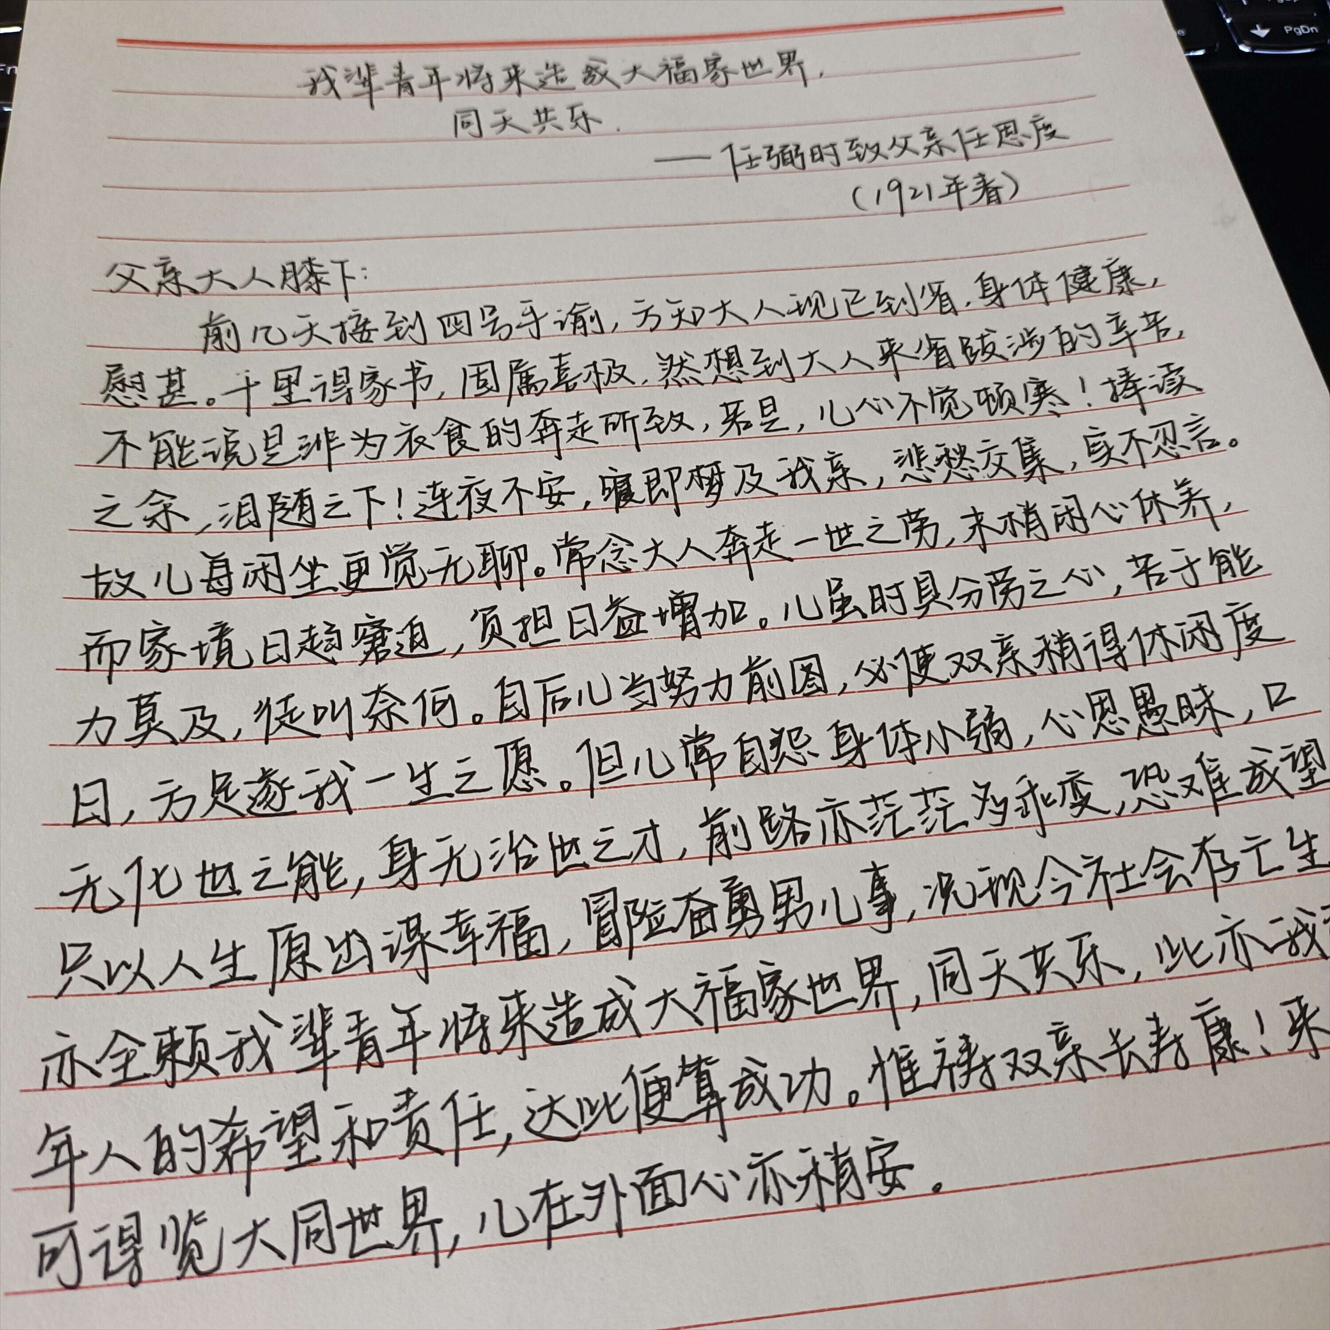 我辈青年将来造成大福家世界,
同天共乐.
——任弼时致父亲任思度
(1921年春)
父亲大人膝下:
前几天接到四号手谕,方知大人现已到省,身体健康,
慰甚。千里得家书,固属喜极,然想到大人来省跋涉的辛苦,
不能说是非为衣食的奔走所致,若是,儿心不觉顿寒!捧读
之余,泪随之下!连夜不安,寝即梦及我亲,悲愁交集,实不忍言。
故儿每闲坐更觉无聊。常念大人奔走一世之劳,未稍闲心休养,
而家境日趋窘迫,负担日益增加。儿虽时具分劳之心,苦于能
力莫及,徒叫奈何。自后儿当努力前图,必使双亲稍得休闲度
日,方足遂我一生之愿。但儿常自怨身体小弱,心思愚昧,口
无化世之能,身无治世之才,前路亦茫茫多乖变,恐难成望
只以人生原出谋幸福,冒险奋勇男儿事,况现今社会存亡生
亦全赖我辈青年将来造成大福家世界,同天共乐,此亦我
年人的希望和责任,达此便算成功。惟祷双亲长寿康!来
可得览大同世界,儿在外面心亦稍安。